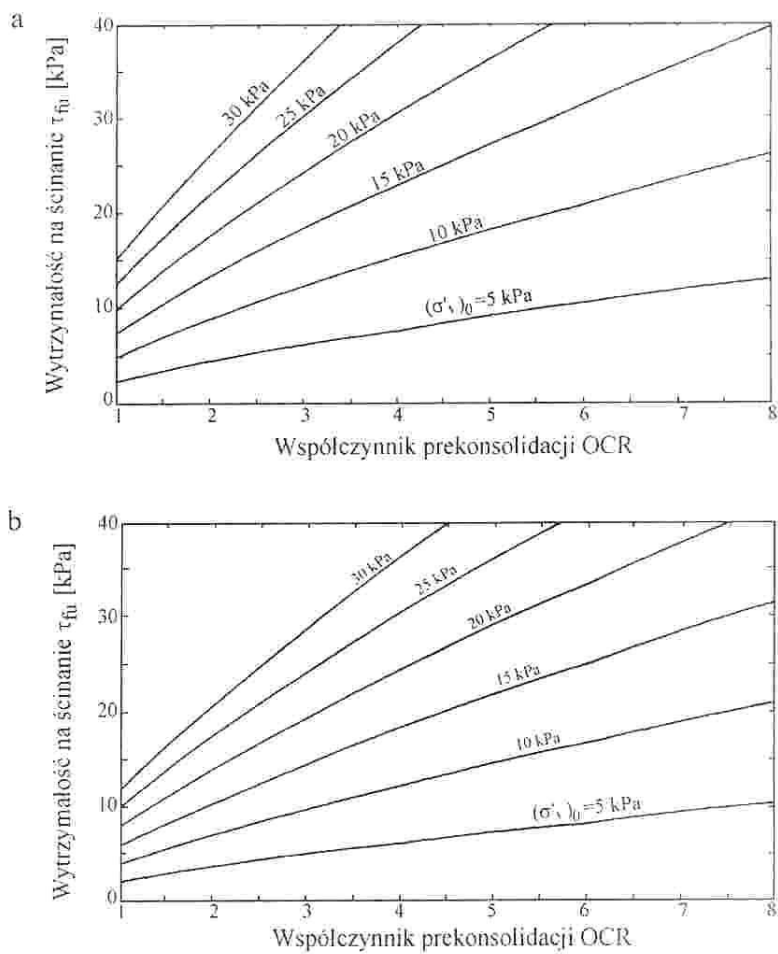 a
Wytrzymałość na ścinanie τfu [kPa]
40
30
20
10
0
30 kPa
25 kPa
20 kPa
15 kPa
10 kPa
(σ'v)0=5 kPa
1 2 3 4 5 6 7 8
Współczynnik prekonsolidacji OCR
b
Wytrzymałość na ścinanie τfu [kPa]
40
30
20
10
0
30 kPa
25 kPa
20 kPa
15 kPa
10 kPa
(σ'v)0=5 kPa
1 2 3 4 5 6 7 8
Współczynnik prekonsolidacji OCR